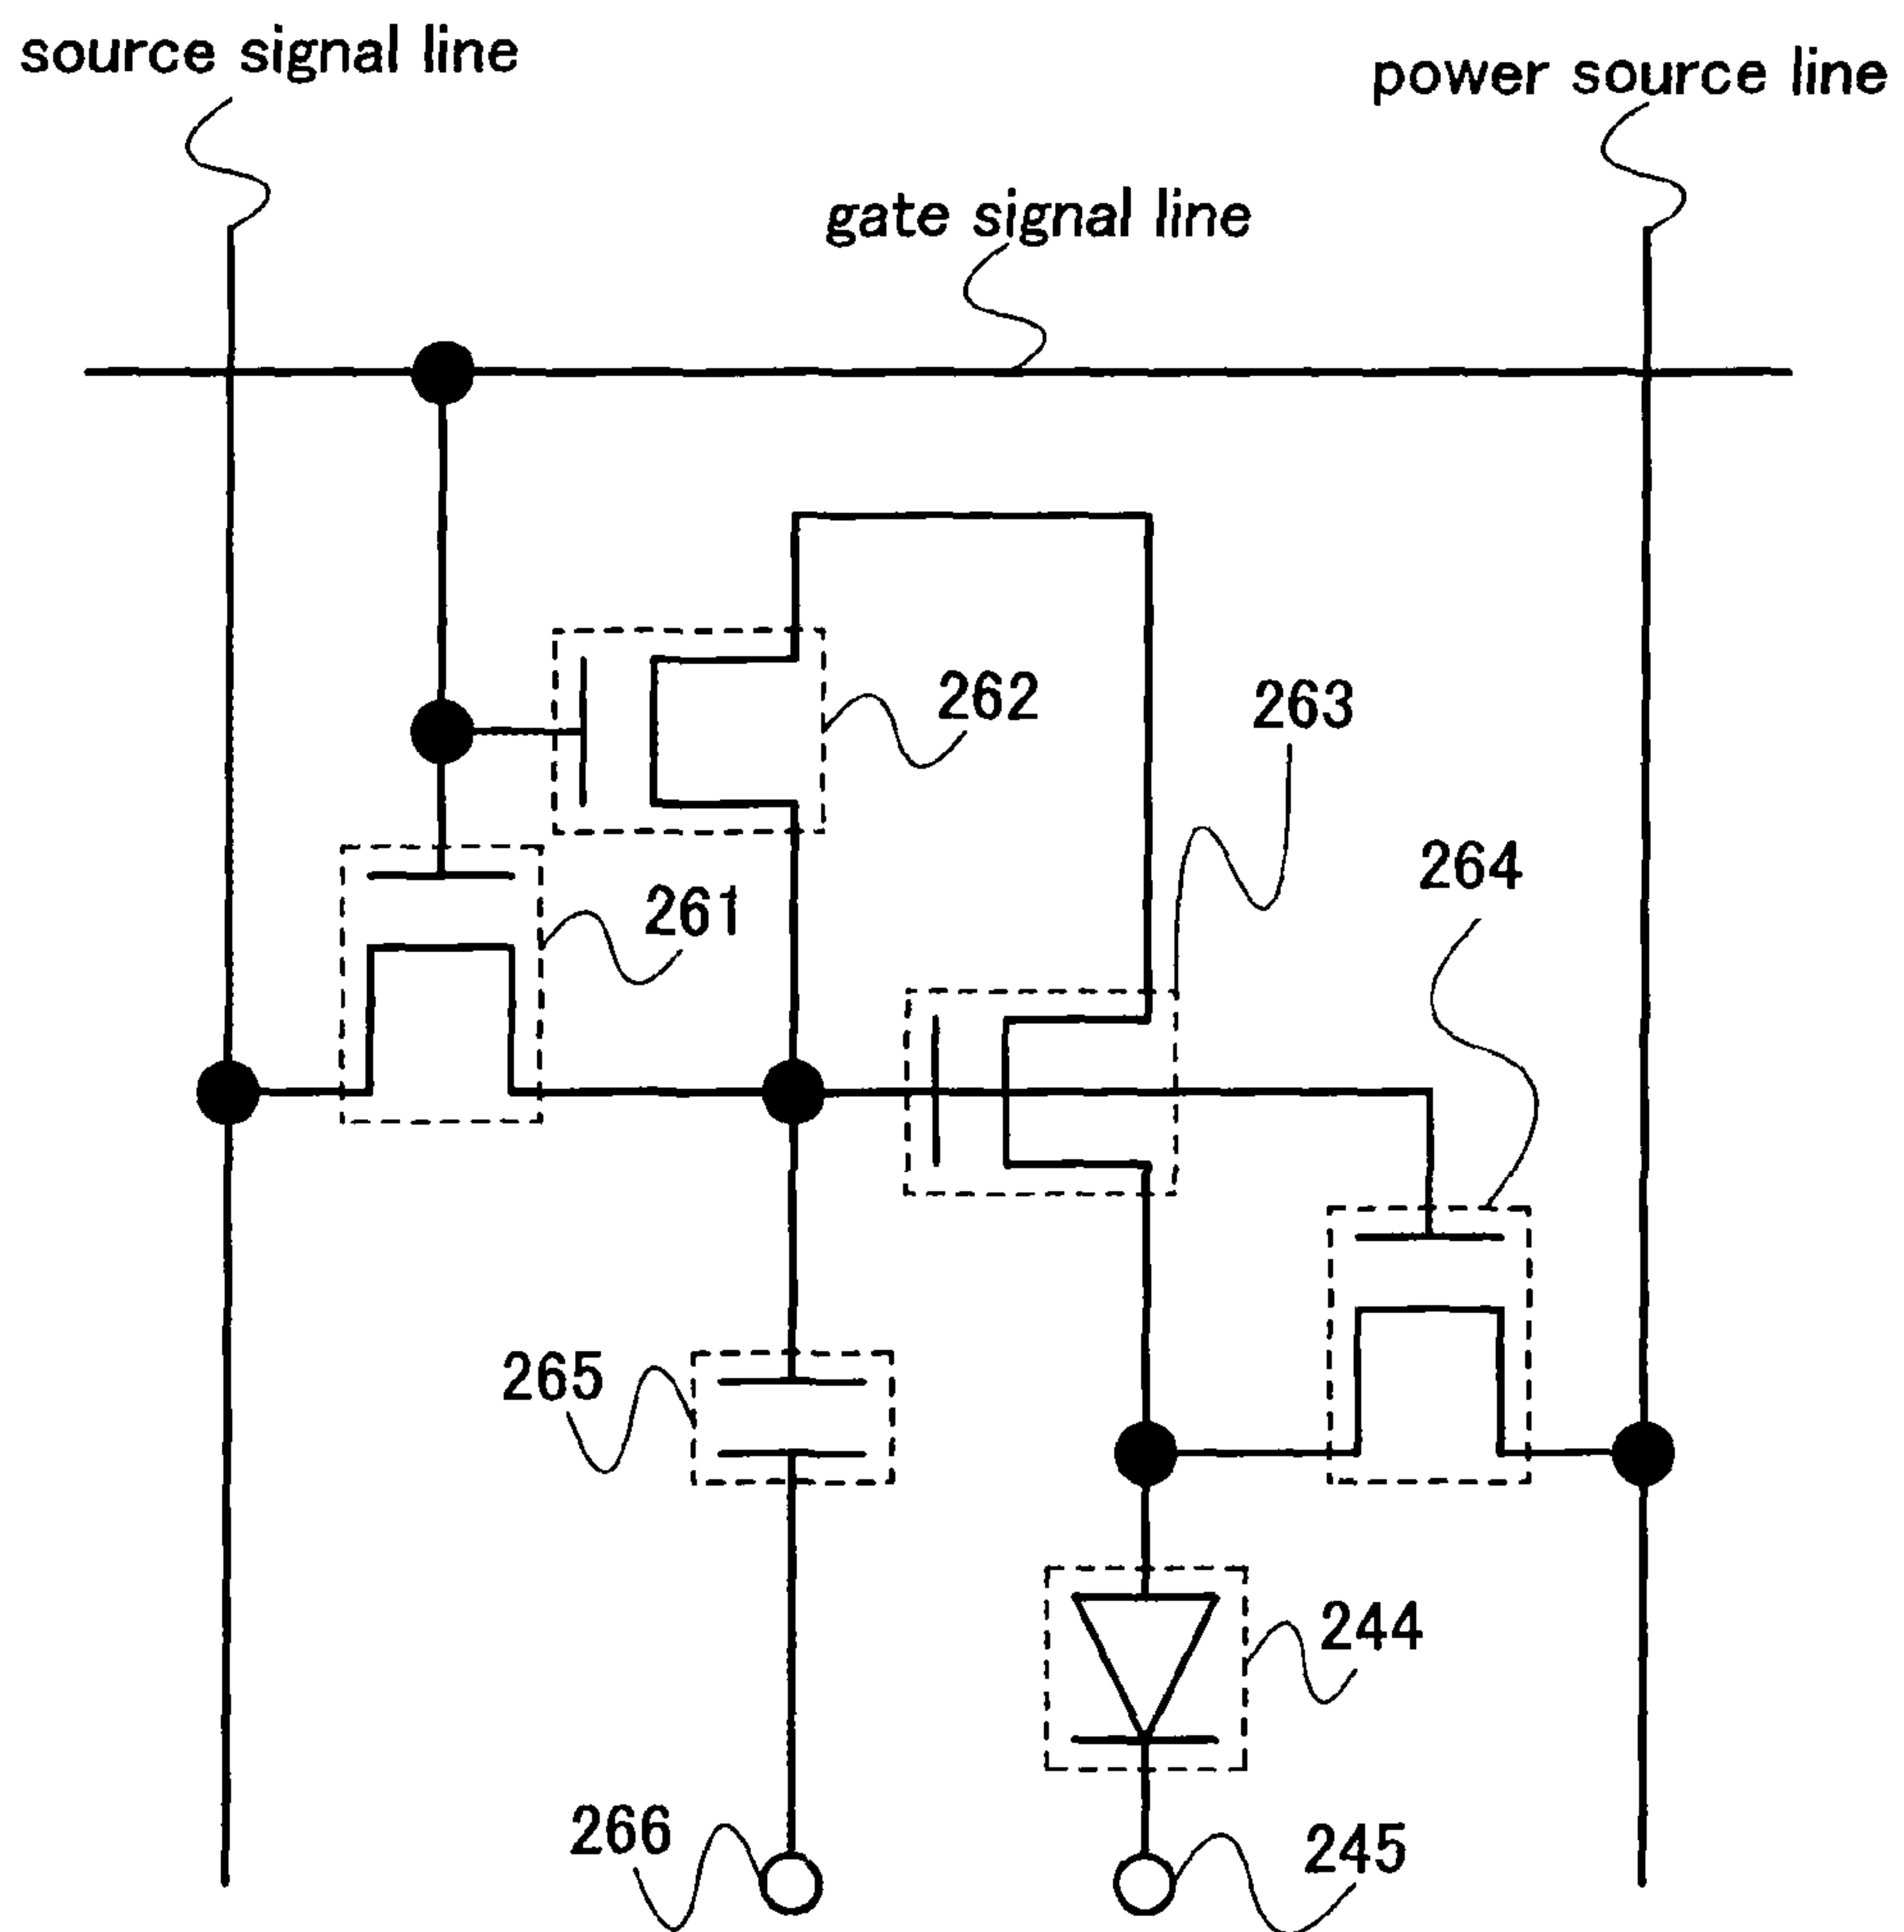 source signal line
power source line
gate signal line
262
263
264
261
265
244
266
245